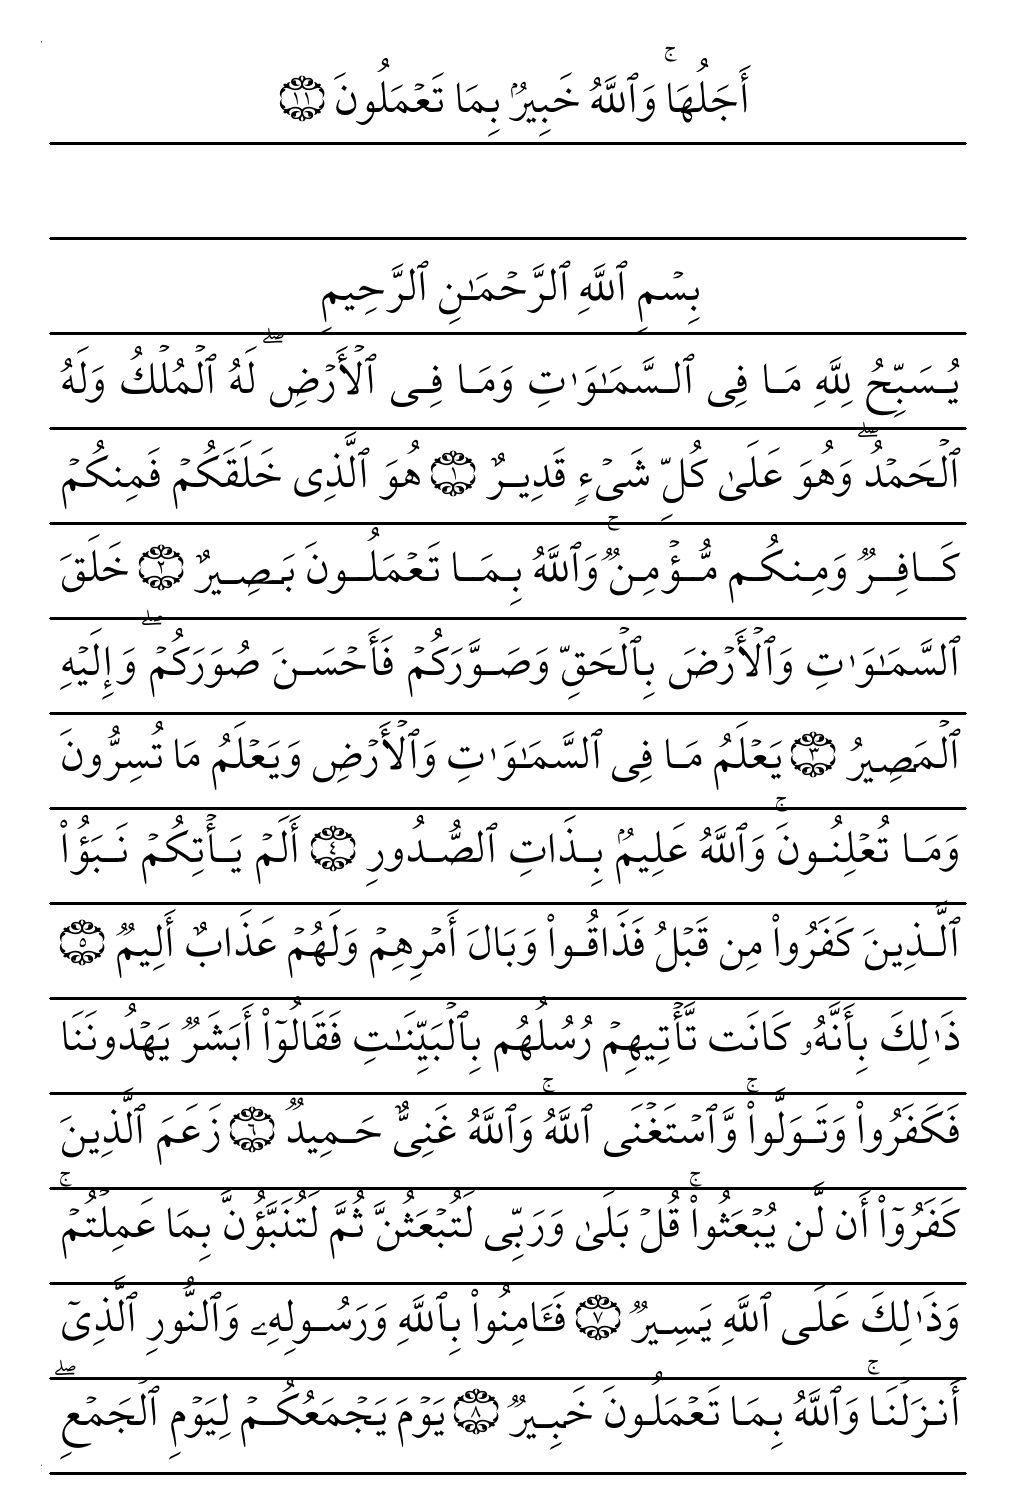 أَجَلُهَاۚ وَٱللَّهُ خَبِيرُۢ بِمَا تَعۡمَلُونَ ١١
بِسۡمِ ٱللَّهِ ٱلرَّحۡمَٰنِ ٱلرَّحِيمِ
يُسَبِّحُ لِلَّهِ مَا فِى ٱلسَّمَٰوَٰتِ وَمَا فِى ٱلۡأَرۡضِۖ لَهُ ٱلۡمُلۡكُ وَلَهُ
ٱلۡحَمۡدُۖ وَهُوَ عَلَىٰ كُلِّ شَىۡءٍ قَدِيرٌ ١ هُوَ ٱلَّذِى خَلَقَكُمۡ فَمِنكُمۡ
كَافِرٌ وَمِنكُم مُّؤۡمِنٌۚ وَٱللَّهُ بِمَا تَعۡمَلُونَ بَصِيرٌ ٢ خَلَقَ
ٱلسَّمَٰوَٰتِ وَٱلۡأَرۡضَ بِٱلۡحَقِّ وَصَوَّرَكُمۡ فَأَحۡسَنَ صُوَرَكُمۡۖ وَإِلَيۡهِ
ٱلۡمَصِيرُ ٣ يَعۡلَمُ مَا فِى ٱلسَّمَٰوَٰتِ وَٱلۡأَرۡضِ وَيَعۡلَمُ مَا تُسِرُّونَ
وَمَا تُعۡلِنُونَۚ وَٱللَّهُ عَلِيمُۢ بِذَاتِ ٱلصُّدُورِ ٤ أَلَمۡ يَأۡتِكُمۡ نَبَؤُاْ
ٱلَّذِينَ كَفَرُواْ مِن قَبۡلُ فَذَاقُواْ وَبَالَ أَمۡرِهِمۡ وَلَهُمۡ عَذَابٌ أَلِيمٌ ٥
ذَٰلِكَ بِأَنَّهُۥ كَانَت تَّأۡتِيهِمۡ رُسُلُهُم بِٱلۡبَيِّنَٰتِ فَقَالُوٓاْ أَبَشَرٌ يَهۡدُونَنَا
فَكَفَرُواْ وَتَوَلَّواْۚ وَّٱسۡتَغۡنَى ٱللَّهُۚ وَٱللَّهُ غَنِىٌّ حَمِيدٌ ٦ زَعَمَ ٱلَّذِينَ
كَفَرُوٓاْ أَن لَّن يُبۡعَثُواْۚ قُلۡ بَلَىٰ وَرَبِّى لَتُبۡعَثُنَّ ثُمَّ لَتُنَبَّؤُنَّ بِمَا عَمِلۡتُمۡۚ
وَذَٰلِكَ عَلَى ٱللَّهِ يَسِيرٌ ٧ فَـَٔامِنُواْ بِٱللَّهِ وَرَسُولِهِۦ وَٱلنُّورِ ٱلَّذِىٓ
أَنزَلۡنَاۚ وَٱللَّهُ بِمَا تَعۡمَلُونَ خَبِيرٌ ٨ يَوۡمَ يَجۡمَعُكُمۡ لِيَوۡمِ ٱلۡجَمۡعِۖ